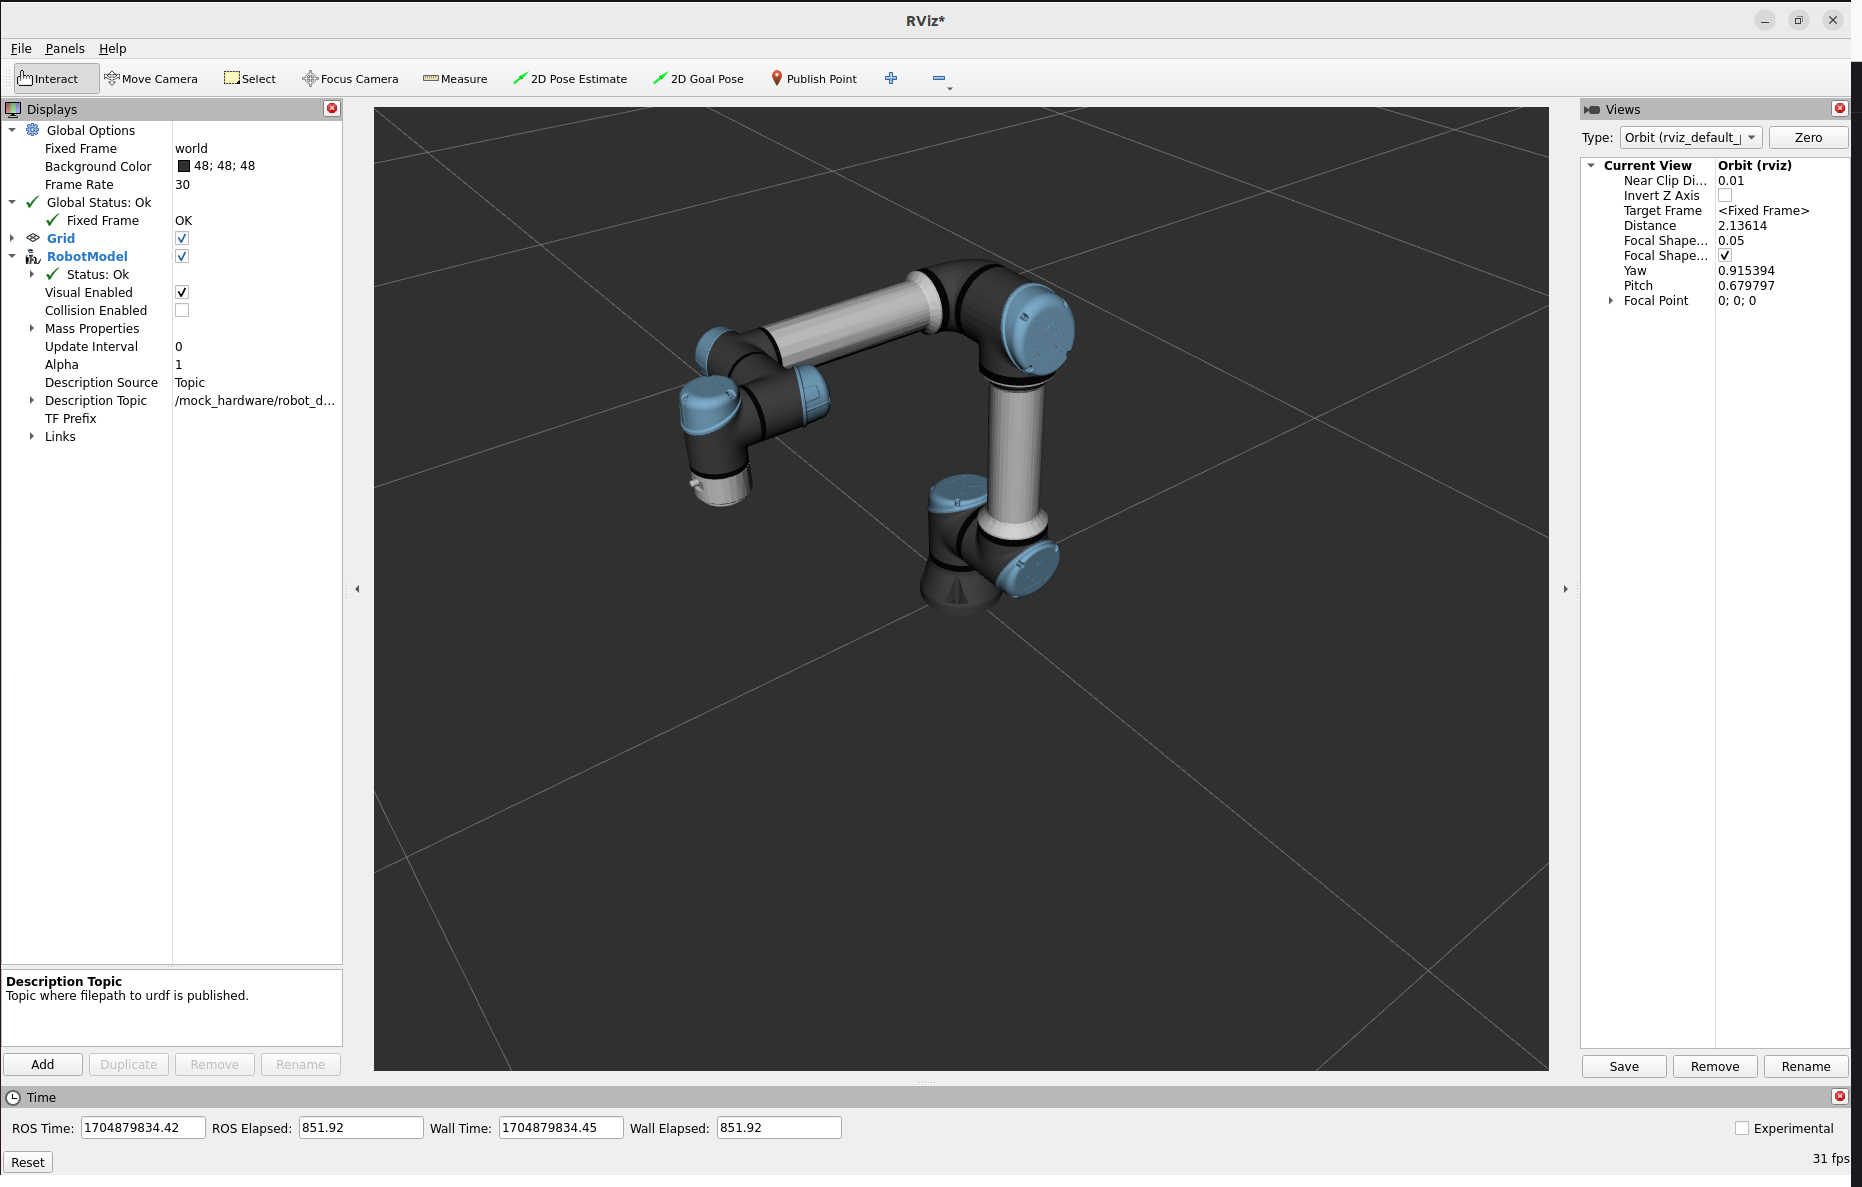 RViz*
File Panels Help
Interact Move Camera Select Focus Camera Measure 2D Pose Estimate 2D Goal Pose Publish Point
Displays
Global Options
Fixed Frame world
Background Color 48; 48; 48
Frame Rate 30
Global Status: Ok
Fixed Frame OK
Grid
RobotModel
Status: Ok
Visual Enabled
Collision Enabled
Mass Properties
Update Interval 0
Alpha 1
Description Source Topic
Description Topic /mock_hardware/robot_d...
TF Prefix
Links
Description Topic
Topic where filepath to urdf is published.
Add Duplicate Remove Rename
Views
Type: Orbit (rviz_default_ Zero
Current View Orbit (rviz)
Near Clip Di... 0.01
Invert Z Axis
Target Frame <Fixed Frame>
Distance 2.13614
Focal Shape... 0.05
Focal Shape...
Yaw 0.915394
Pitch 0.679797
Focal Point 0; 0; 0
Save Remove Rename
Time
ROS Time: 1704879834.42 ROS Elapsed: 851.92 Wall Time: 1704879834.45 Wall Elapsed: 851.92 Experimental
Reset 31 fps